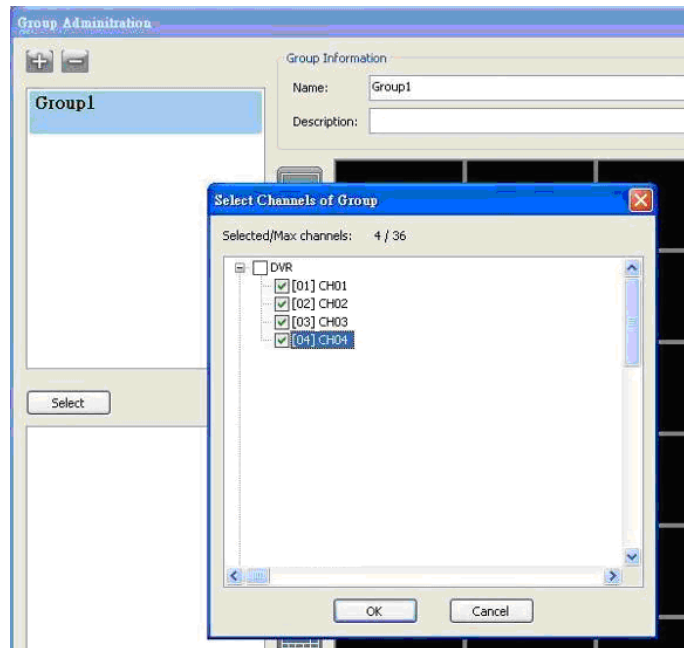 Group Adminitration
Group Information
Name: Group1
Description:
Group1
Select Channels of Group
Selected/Max channels: 4 / 36
DVR
[01] CH01
[02] CH02
[03] CH03
[04] CH04
Select
OK Cancel